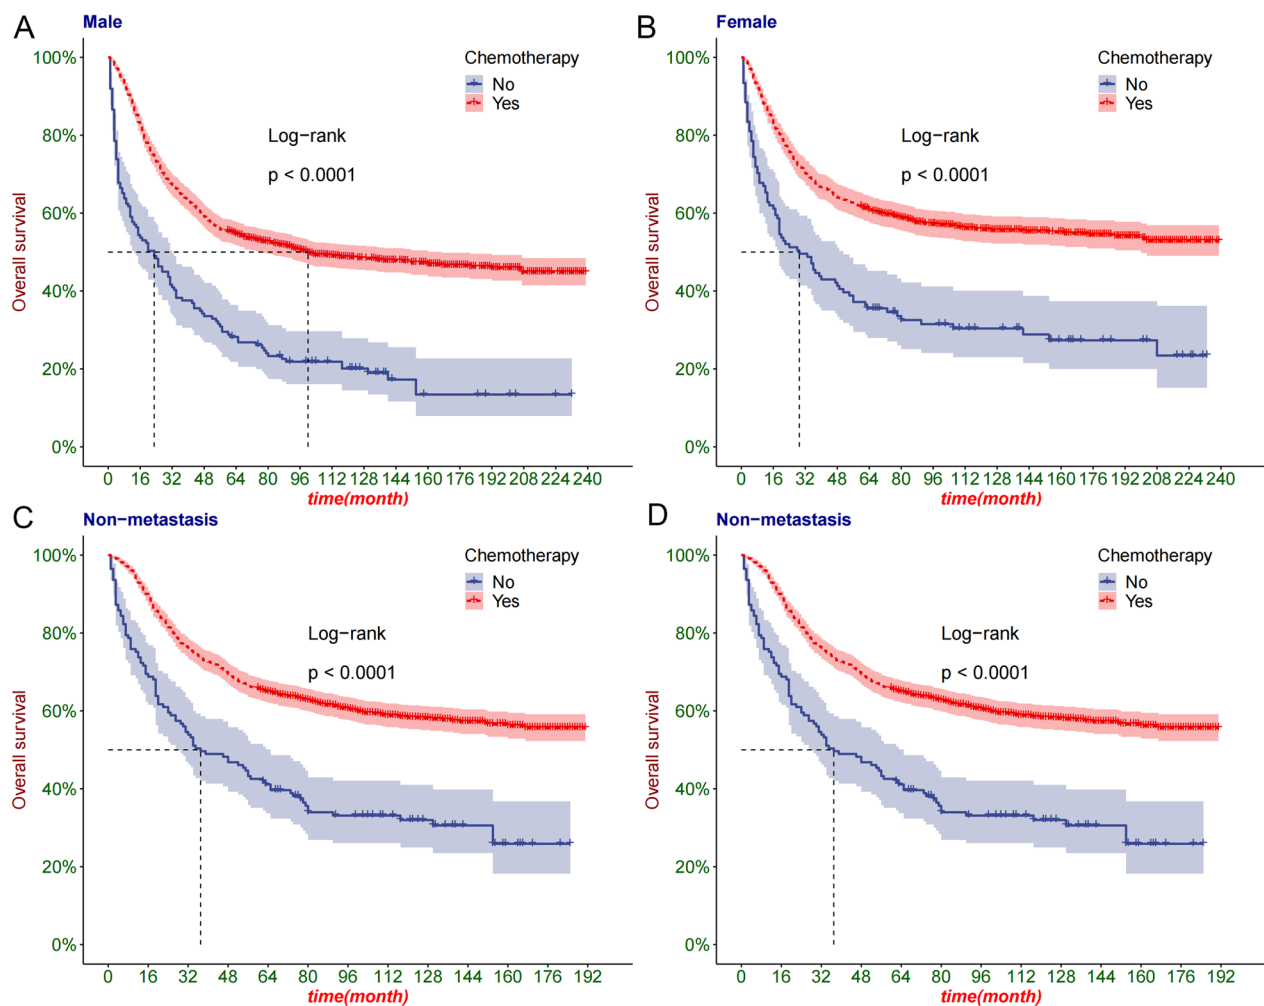 A
Male
Overall survival
100%
80%
60%
40%
20%
0%
Chemotherapy
No
Yes
Log-rank
p < 0.0001
0 16 32 48 64 80 96 112 128 144 160 176 192 208 224 240
time(month)
B
Female
Overall survival
100%
80%
60%
40%
20%
0%
Chemotherapy
No
Yes
Log-rank
p < 0.0001
0 16 32 48 64 80 96 112 128 144 160 176 192 208 224 240
time(month)
C
Non-metastasis
Overall survival
100%
80%
60%
40%
20%
0%
Chemotherapy
No
Yes
Log-rank
p < 0.0001
0 16 32 48 64 80 96 112 128 144 160 176 192
time(month)
D
Non-metastasis
Overall survival
100%
80%
60%
40%
20%
0%
Chemotherapy
No
Yes
Log-rank
p < 0.0001
0 16 32 48 64 80 96 112 128 144 160 176 192
time(month)